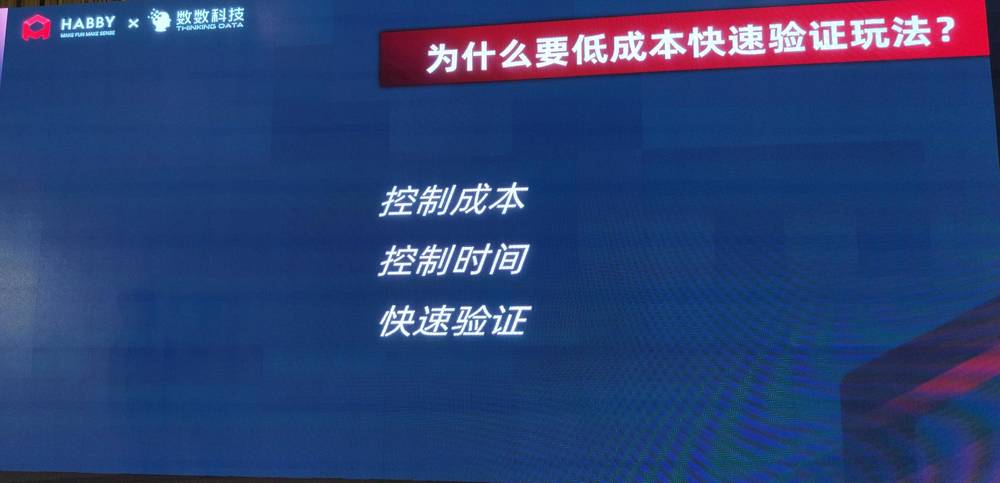 HABBY
MAKE FUN MAKE SENSE
×
数数科技
THINKING DATA
为什么要低成本快速验证玩法?
控制成本
控制时间
快速验证